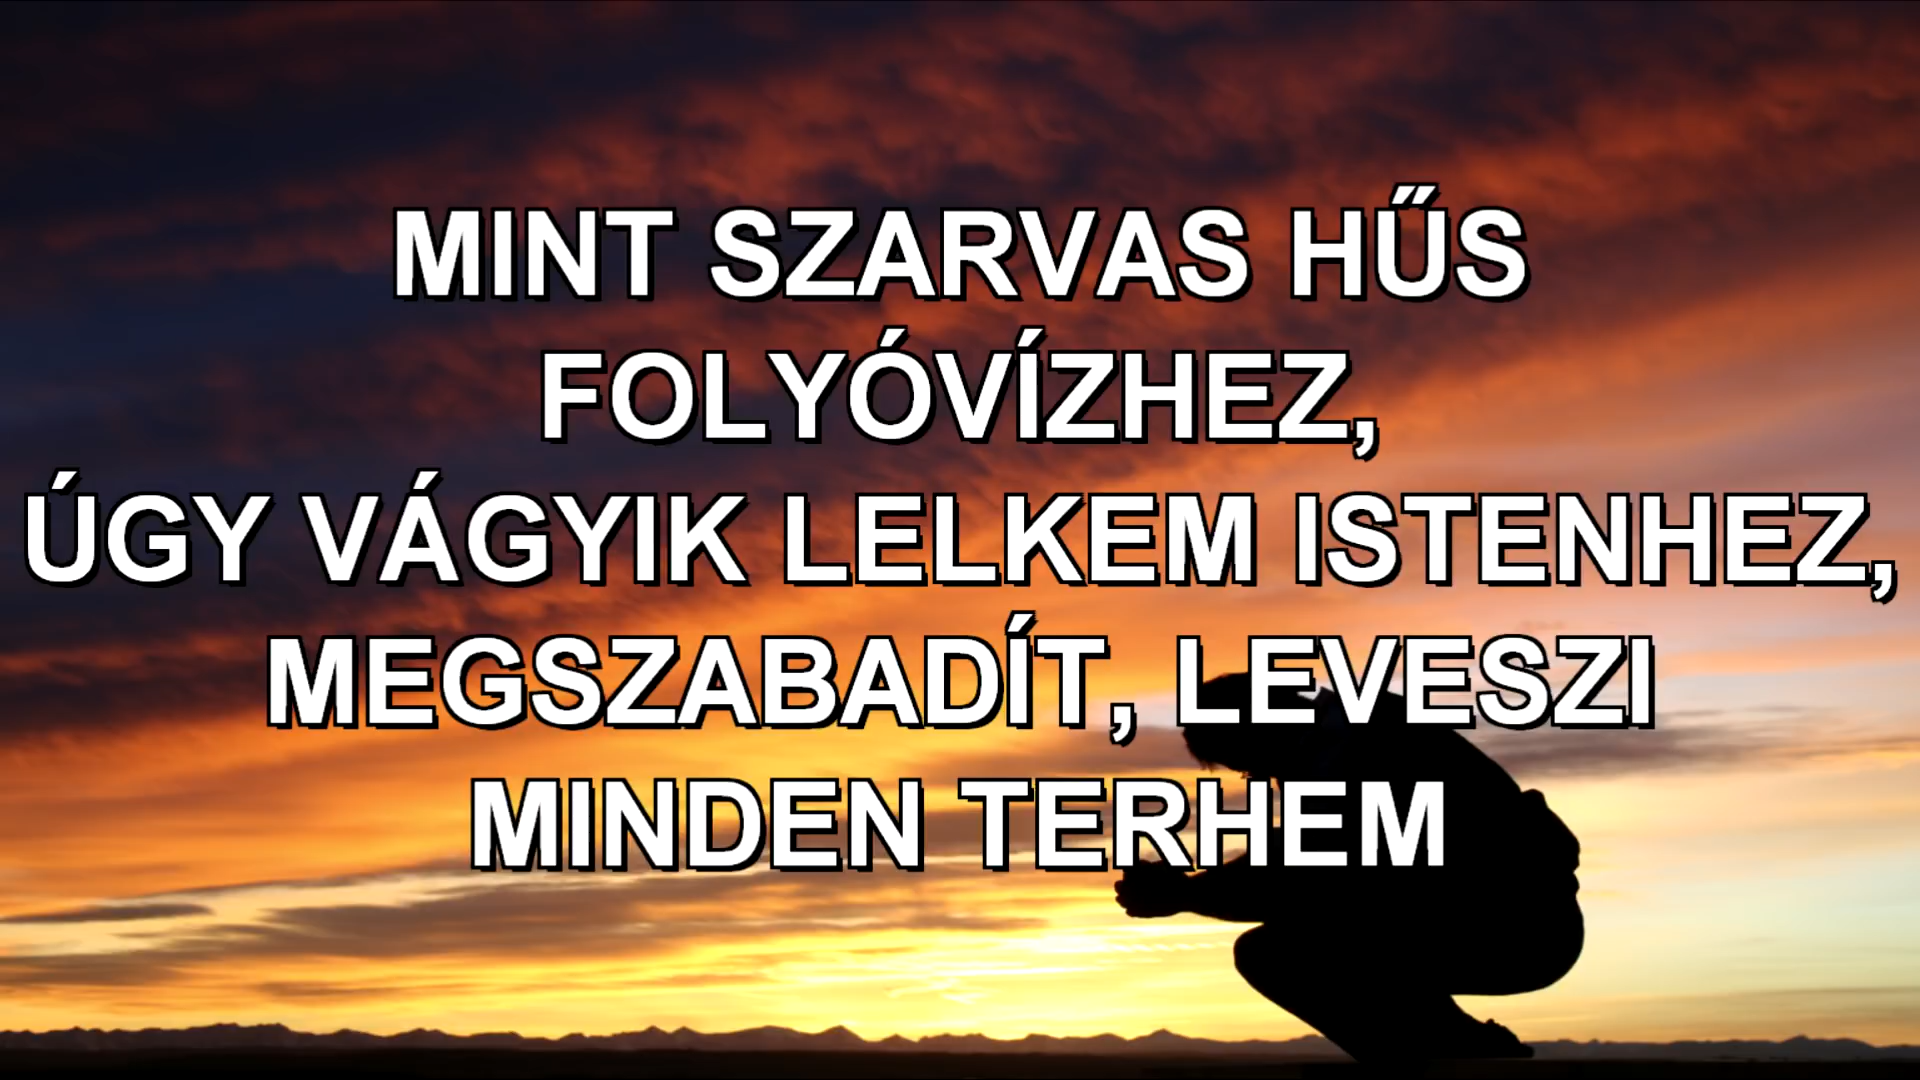 MINT SZARVAS HŰS
FOLYÓVÍZHEZ,
ÚGY VÁGYIK LELKEM ISTENHEZ,
MEGSZABADÍT, LEVESZI
MINDEN TERHEM